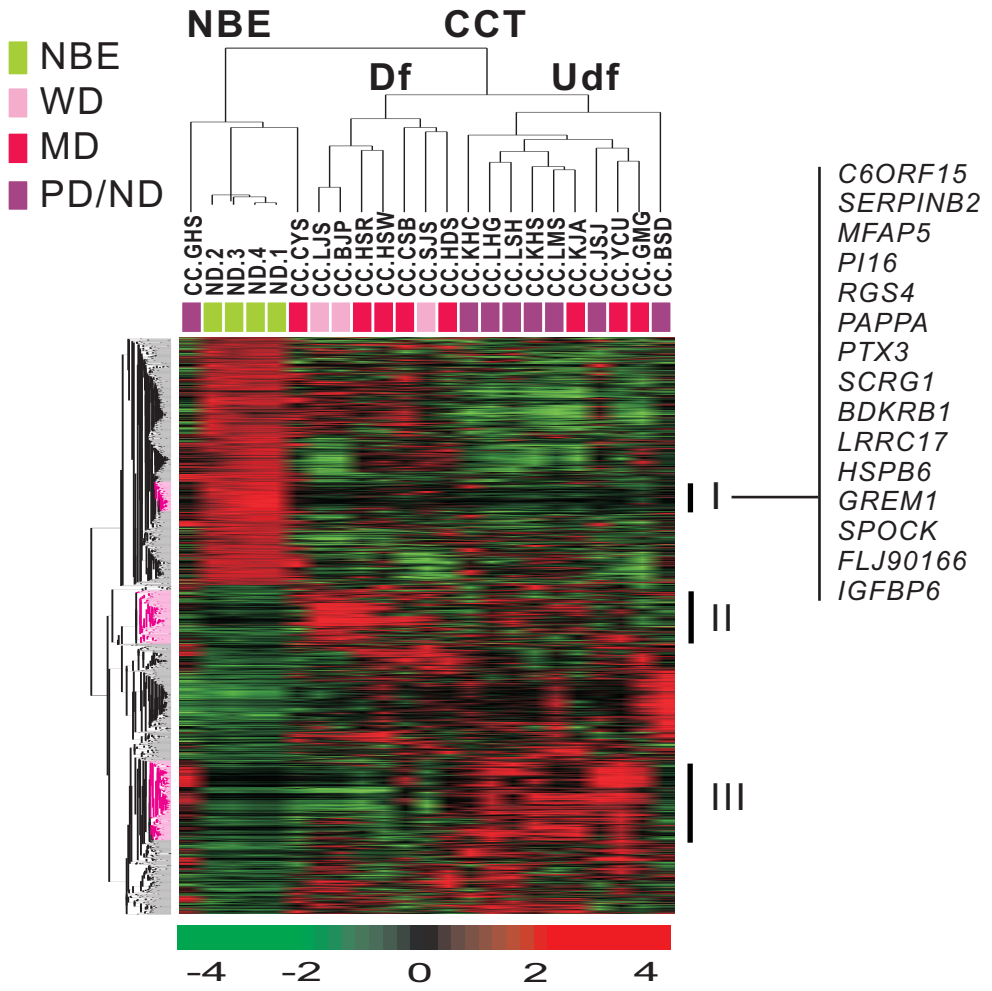 NBE CCT
Df Udf
NBE
WD
MD
PD/ND
CC.GHS
ND.2
ND.3
ND.4
ND.1
CC.CYS
CC.LJS
CC.BJP
CC.HSR
CC.HSW
CC.CSB
CC.SJS
CC.HDS
CC.KHC
CC.LHG
CC.LSH
CC.KHS
CC.LMS
CC.KJA
CC.JSJ
CC.YCU
CC.GMG
CC.BSD
I
II
III
C6ORF15
SERPINB2
MFAP5
PI16
RGS4
PAPPA
PTX3
SCRG1
BDKRB1
LRRC17
HSPB6
GREM1
SPOCK
FLJ90166
IGFBP6
-4 -2 0 2 4